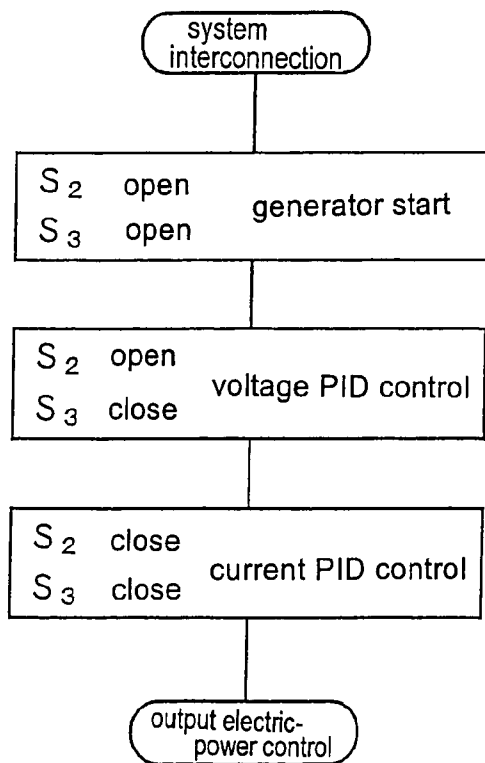 system
interconnection
S2 open
generator start
S3 open
S2 open
voltage PID control
S3 close
S2 close
current PID control
S3 close
output electric-
power control